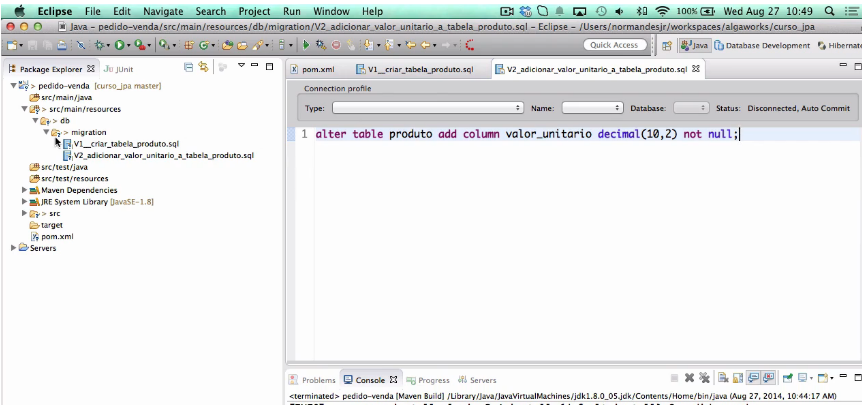 Eclipse File Edit Navigate Search Project Run Window Help 100% Wed Aug 27 10:49
Java - pedido-venda/src/main/resources/db/migration/V2_adicionar_valor_unitario_a_tabela_produto.sql - Eclipse - /Users/normandesjr/workspaces/algaworks/curso_jpa
Quick Access Java Database Development Hibernate
Package Explorer JUnit
pom.xml V1__criar_tabela_produto.sql V2_adicionar_valor_unitario_a_tabela_produto.sql
Connection profile
Type: Name: Database: Status: Disconnected, Auto Commit
> pedido-venda [curso_jpa master]
src/main/java
> src/main/resources
> db
> migration
V1__criar_tabela_produto.sql
V2_adicionar_valor_unitario_a_tabela_produto.sql
src/test/java
src/test/resources
Maven Dependencies
JRE System Library [JavaSE-1.8]
> src
target
pom.xml
Servers
1 alter table produto add column valor_unitario decimal(10,2) not null;
Problems Console Progress Servers
<terminated> pedido-venda [Maven Build] /Library/Java/JavaVirtualMachines/jdk1.8.0_05.jdk/Contents/Home/bin/java (Aug 27, 2014, 10:44:17 AM)